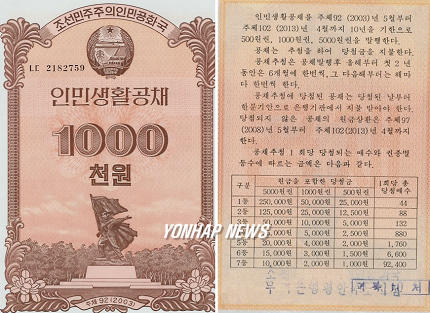 조선민주주의인민공화국
LI 2182759
인민생활공채
1000
천원
주체 92 (2003)
인민생활공채를 주체92 (2003)년 5월부터
주체102 (2013)년 4월까지 10년을 기한으로
500원권, 1000원권, 5000원권을 발행한다.
공채는 추첨을 하여 당첨금을 지불한다.
공채추첨은 공채발행후 올해부터 첫 2년
동안은 6개월에 한번씩, 그 다음해부터는 해마
다 한번씩 한다.
공채추첨에 당첨된 공채는 당첨된 날부터
한분기안으로 은행기관에서 지불 받아야 한다.
당첨되지 않은 공채의 원금상환은 주체97
(2008)년 5월부터 주체102(2013)년 4월까지
한다.
공채추첨 1 회당 당첨되는 매수와 권종별
등수에 따르는 금액은 다음과 같다.
구분 원금을 포함한 당첨금 1회당 총 당첨매수
5000원권 1000원권 500원권
1등 250,000원 50,000원 25,000원 44
2등 125,000원 25,000원 12,500원 88
3등 50,000원 10,000원 5,000원 132
4등 25,000원 5,000원 2,500원 880
5등 20,000원 4,000원 2,000원 1,760
6등 15,000원 3,000원 1,500원 6,600
7등 10,000원 2,000원 1,000원 92,400
YONHAP NEWS